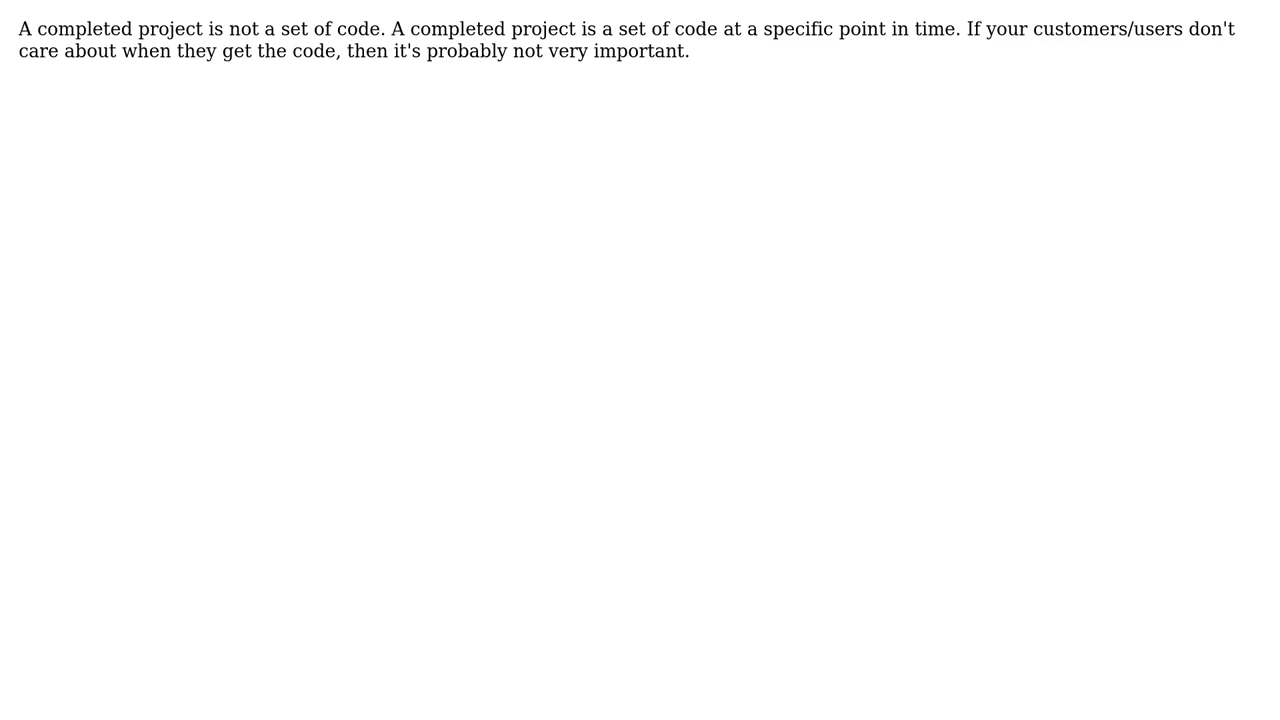 A completed project is not a set of code. A completed project is a set of code at a specific point in time. If your customers/users don't
care about when they get the code, then it's probably not very important.